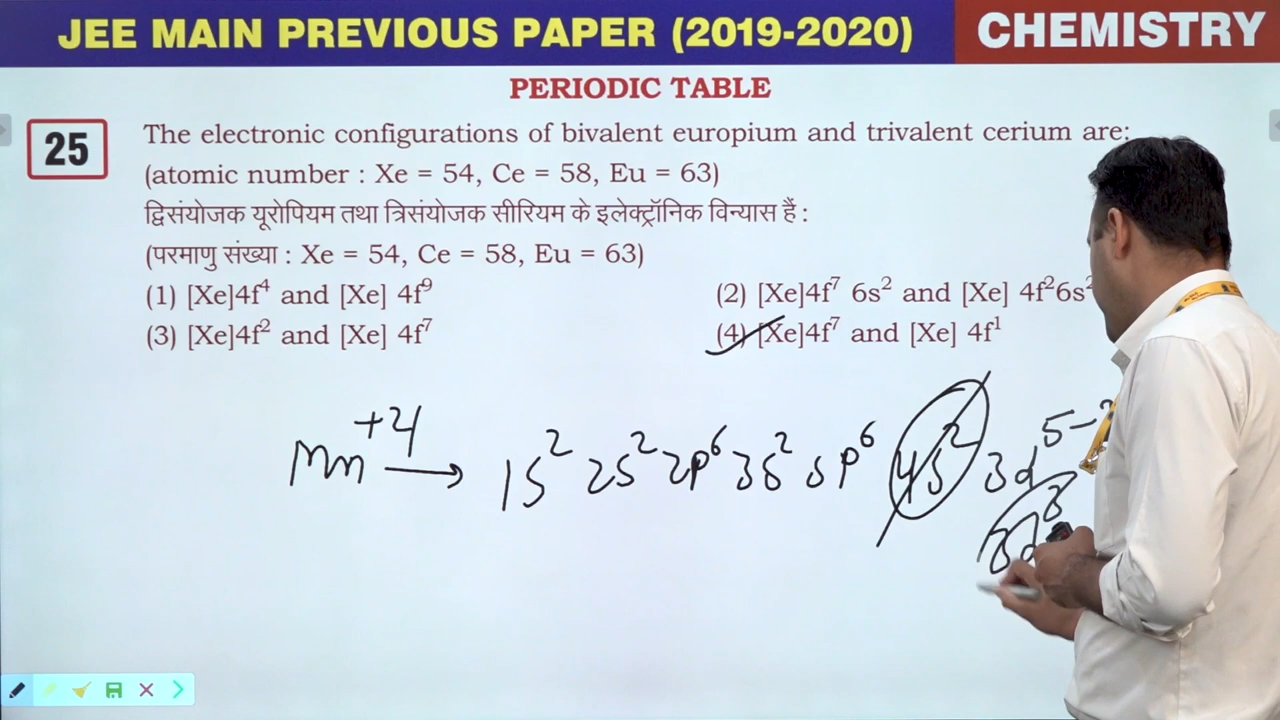 JEE MAIN PREVIOUS PAPER (2019-2020) CHEMISTRY
PERIODIC TABLE
25 The electronic configurations of bivalent europium and trivalent cerium are:
(atomic number : Xe = 54, Ce = 58, Eu = 63)
द्विसंयोजक यूरोपियम तथा त्रिसंयोजक सीरियम के इलेक्ट्रॉनिक विन्यास हैं :
(परमाणु संख्या : Xe = 54, Ce = 58, Eu = 63)
(1) [Xe]4f⁴ and [Xe] 4f⁹ (2) [Xe]4f⁷ 6s² and [Xe] 4f²6s²
(3) [Xe]4f² and [Xe] 4f⁷ (4) [Xe]4f⁷ and [Xe] 4f¹
Mn⁺⁴ → 1s² 2s² 2p⁶ 3s² 3p⁶ 4s² 3d⁵⁻
3d³